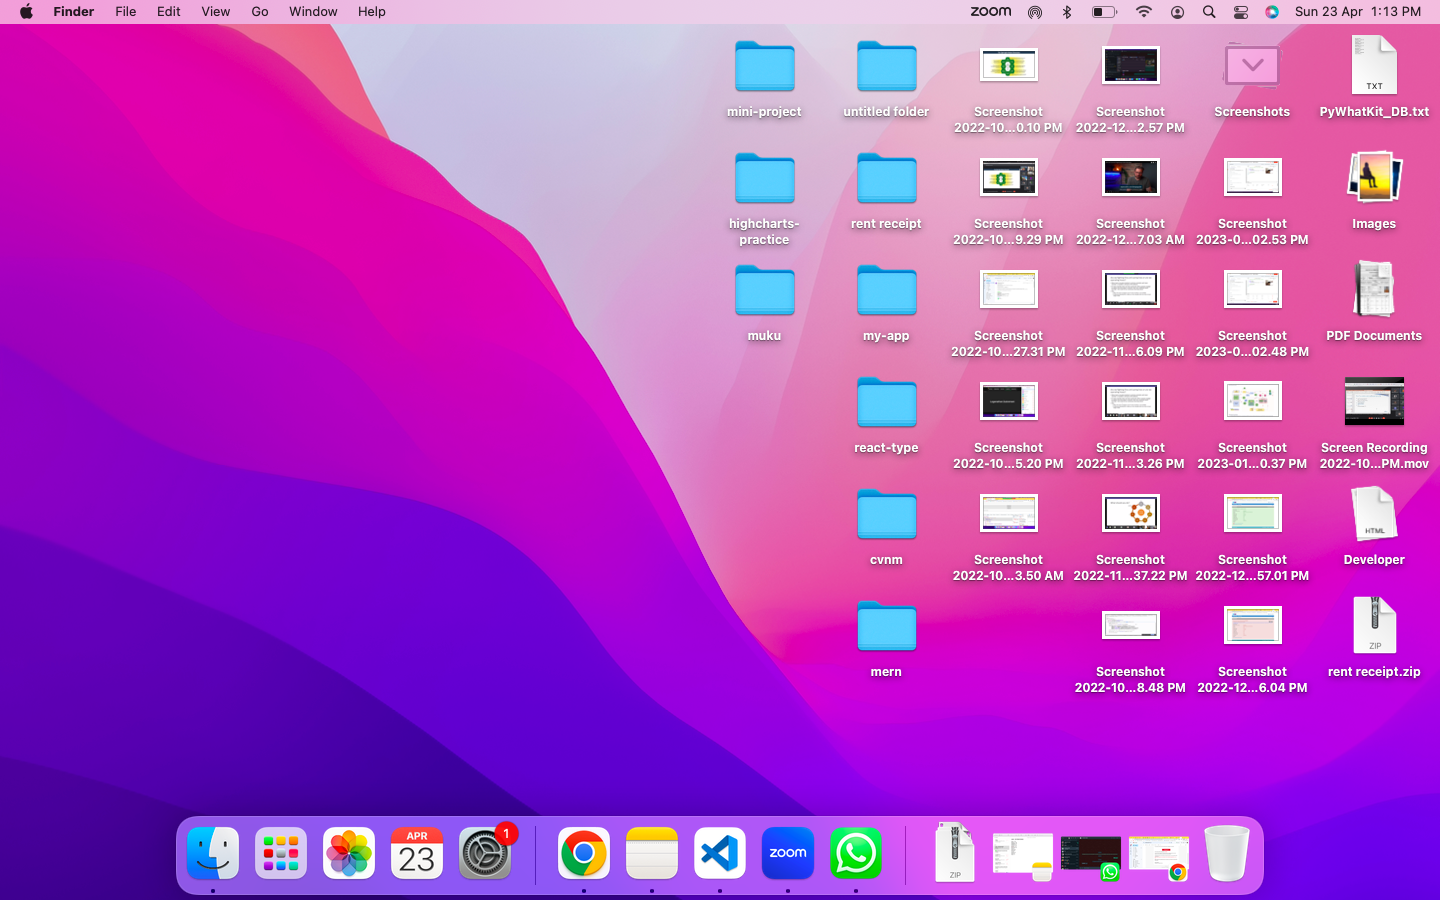 Finder File Edit View Go Window Help
zoom
Sun 23 Apr 1:13 PM
mini-project
untitled folder
Screenshot
2022-10...0.10 PM
Screenshot
2022-12...2.57 PM
Screenshots
TXT
PyWhatKit_DB.txt
highcharts-
practice
rent receipt
Screenshot
2022-10...9.29 PM
Screenshot
2022-12...7.03 AM
Screenshot
2023-0...02.53 PM
Images
muku
my-app
Screenshot
2022-10...27.31 PM
Screenshot
2022-11...6.09 PM
Screenshot
2023-0...02.48 PM
PDF Documents
react-type
Screenshot
2022-10...5.20 PM
Screenshot
2022-11...3.26 PM
Screenshot
2023-01...0.37 PM
Screen Recording
2022-10...PM.mov
cvnm
Screenshot
2022-10...3.50 AM
Screenshot
2022-11...37.22 PM
Screenshot
2022-12...57.01 PM
HTML
Developer
mern
Screenshot
2022-10...8.48 PM
Screenshot
2022-12...6.04 PM
ZIP
rent receipt.zip
APR
23
1
zoom
ZIP